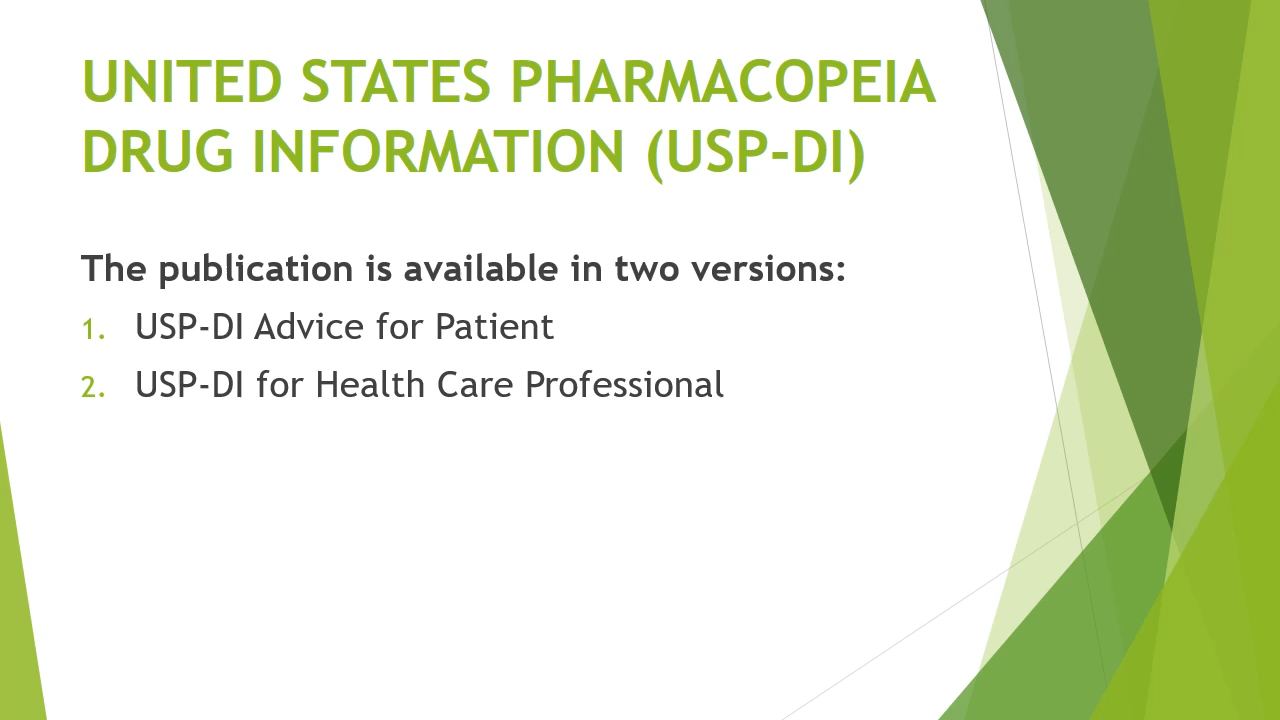 UNITED STATES PHARMACOPEIA
DRUG INFORMATION (USP-DI)
The publication is available in two versions:
1. USP-DI Advice for Patient
2. USP-DI for Health Care Professional